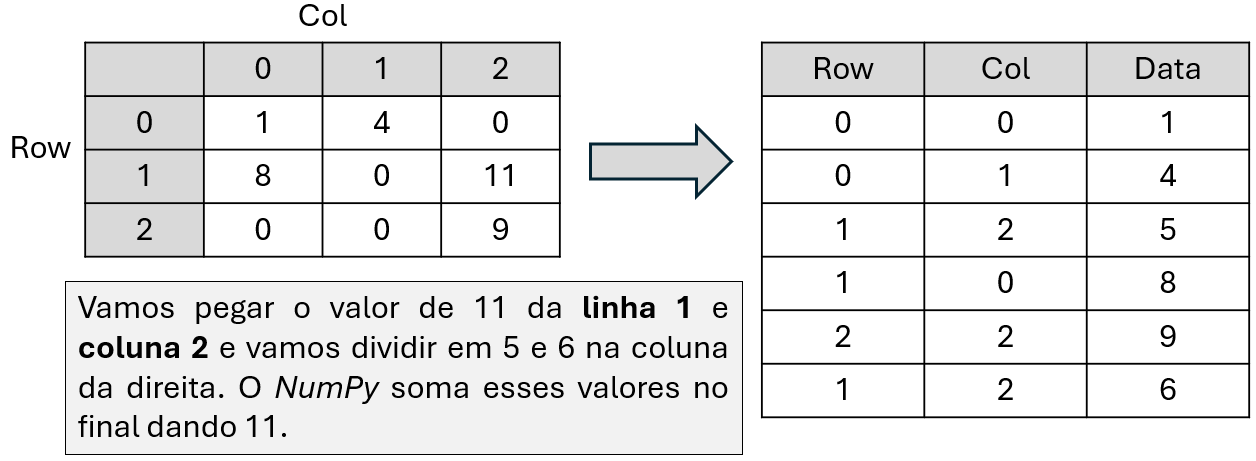 Col
0 1 2
Row
0 1 4 0
1 8 0 11
2 0 0 9
Vamos pegar o valor de 11 da linha 1 e
coluna 2 e vamos dividir em 5 e 6 na coluna
da direita. O NumPy soma esses valores no
final dando 11.
Row Col Data
0 0 1
0 1 4
1 2 5
1 0 8
2 2 9
1 2 6